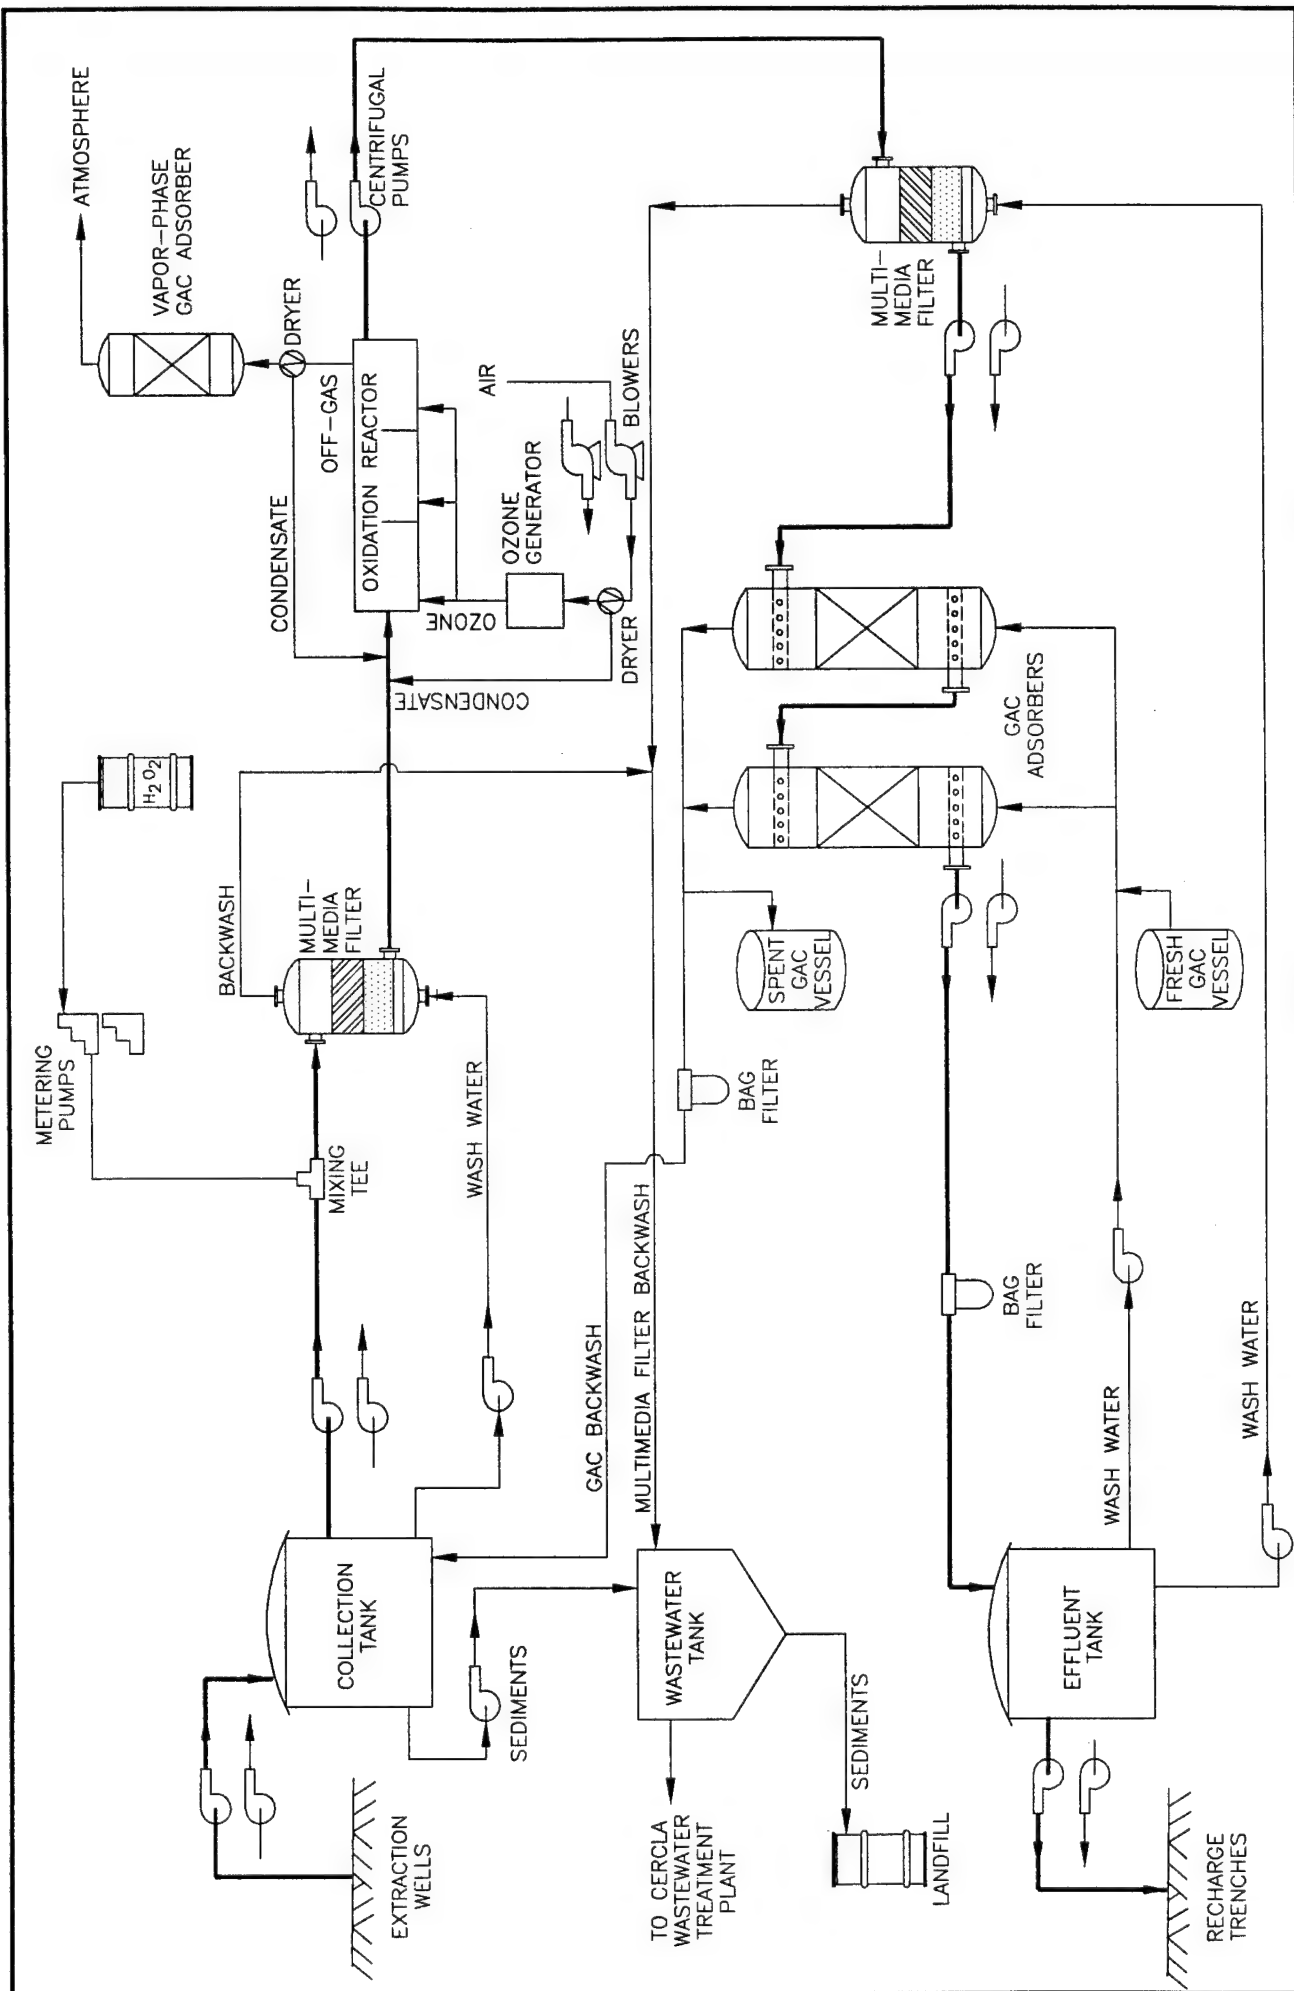 EXTRACTION
WELLS
COLLECTION
TANK
SEDIMENTS
METERING
PUMPS
MIXING
TEE
WASH WATER
H2O2
MULTI-
MEDIA
FILTER
BACKWASH
CONDENSATE
CONDENSATE
OXIDATION REACTOR
OFF-GAS
DRYER
VAPOR-PHASE
GAC ADSORBER
ATMOSPHERE
CENTRIFUGAL
PUMPS
OZONE
OZONE
GENERATOR
DRYER
AIR
BLOWERS
TO CERCLA
WASTEWATER
TREATMENT
PLANT
WASTEWATER
TANK
SEDIMENTS
LANDFILL
GAC BACKWASH
MULTIMEDIA FILTER BACKWASH
BAG
FILTER
SPENT
GAC
VESSEL
GAC
ADSORBERS
MULTI-
MEDIA
FILTER
RECHARGE
TRENCHES
EFFLUENT
TANK
BAG
FILTER
WASH WATER
WASH WATER
FRESH
GAC
VESSEL